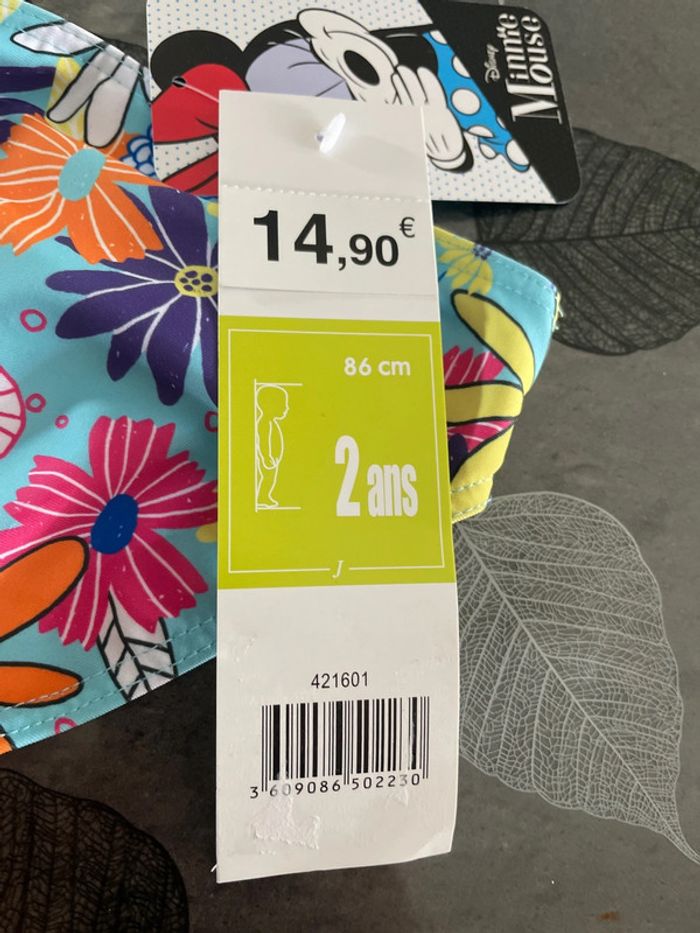 Disney
Minnie
Mouse
14,90€
86 cm
2 ans
J
421601
3 609086 502230